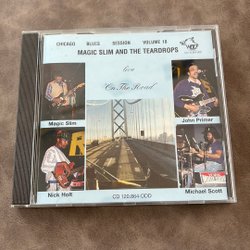 CHICAGO BLUES SESSION VOLUME 18
MAGIC SLIM AND THE TEARDROPS
live
On The Road
Magic Slim
John Primer
Nick Holt
Michael Scott
CD 120.864 ODD